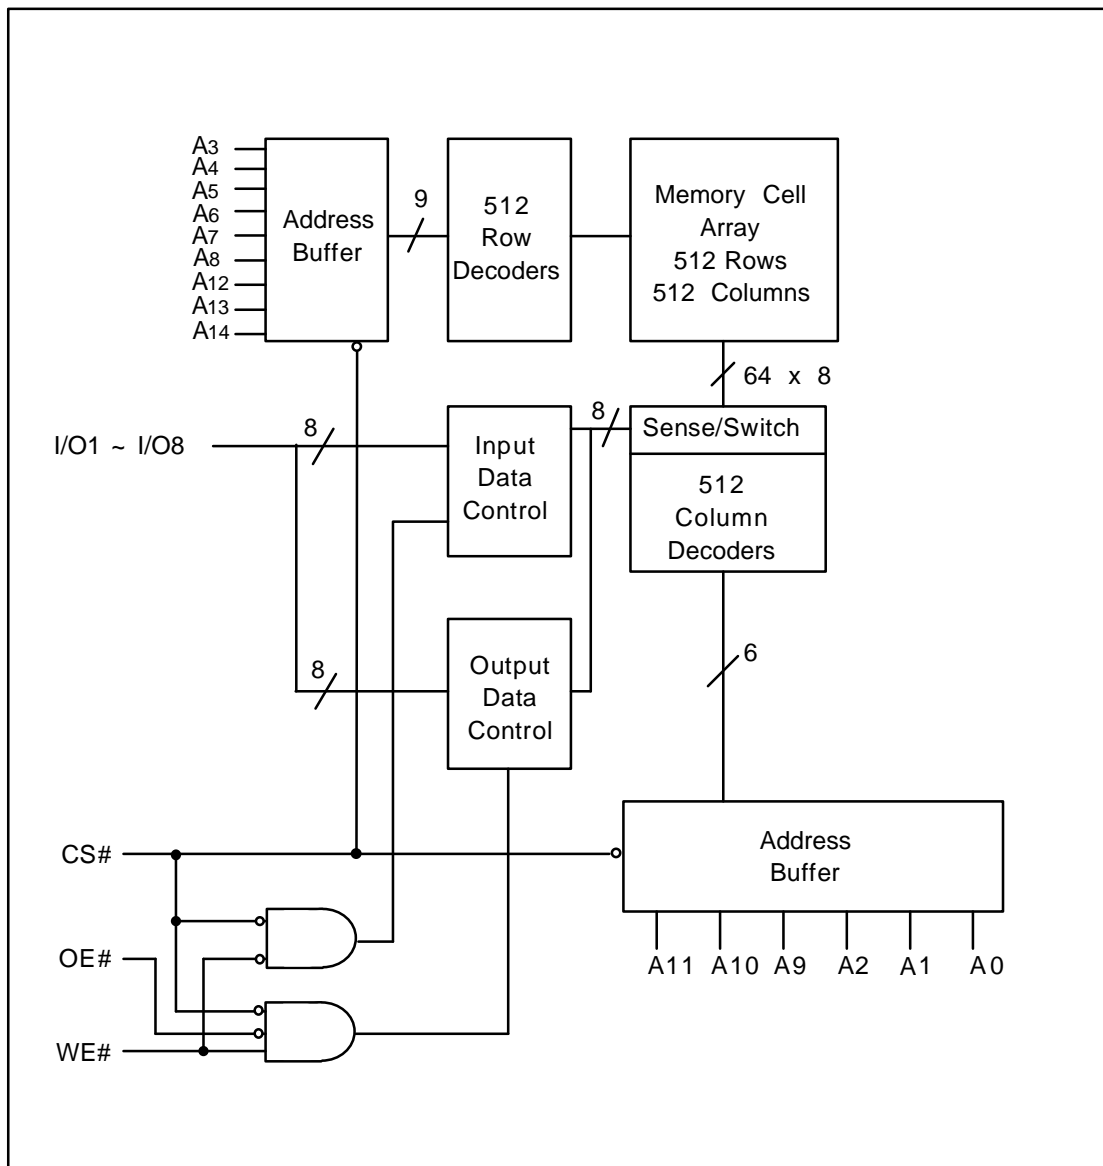 A3
A4
A5
A6
A7
A8
A12
A13
A14
Address
Buffer
9
512
Row
Decoders
Memory Cell
Array
512 Rows
512 Columns
64 x 8
I/O1 ~ I/O8
8
Input
Data
Control
8
Sense/Switch
512
Column
Decoders
8
Output
Data
Control
6
CS#
OE#
WE#
Address
Buffer
A11 A10 A9 A2 A1 A0